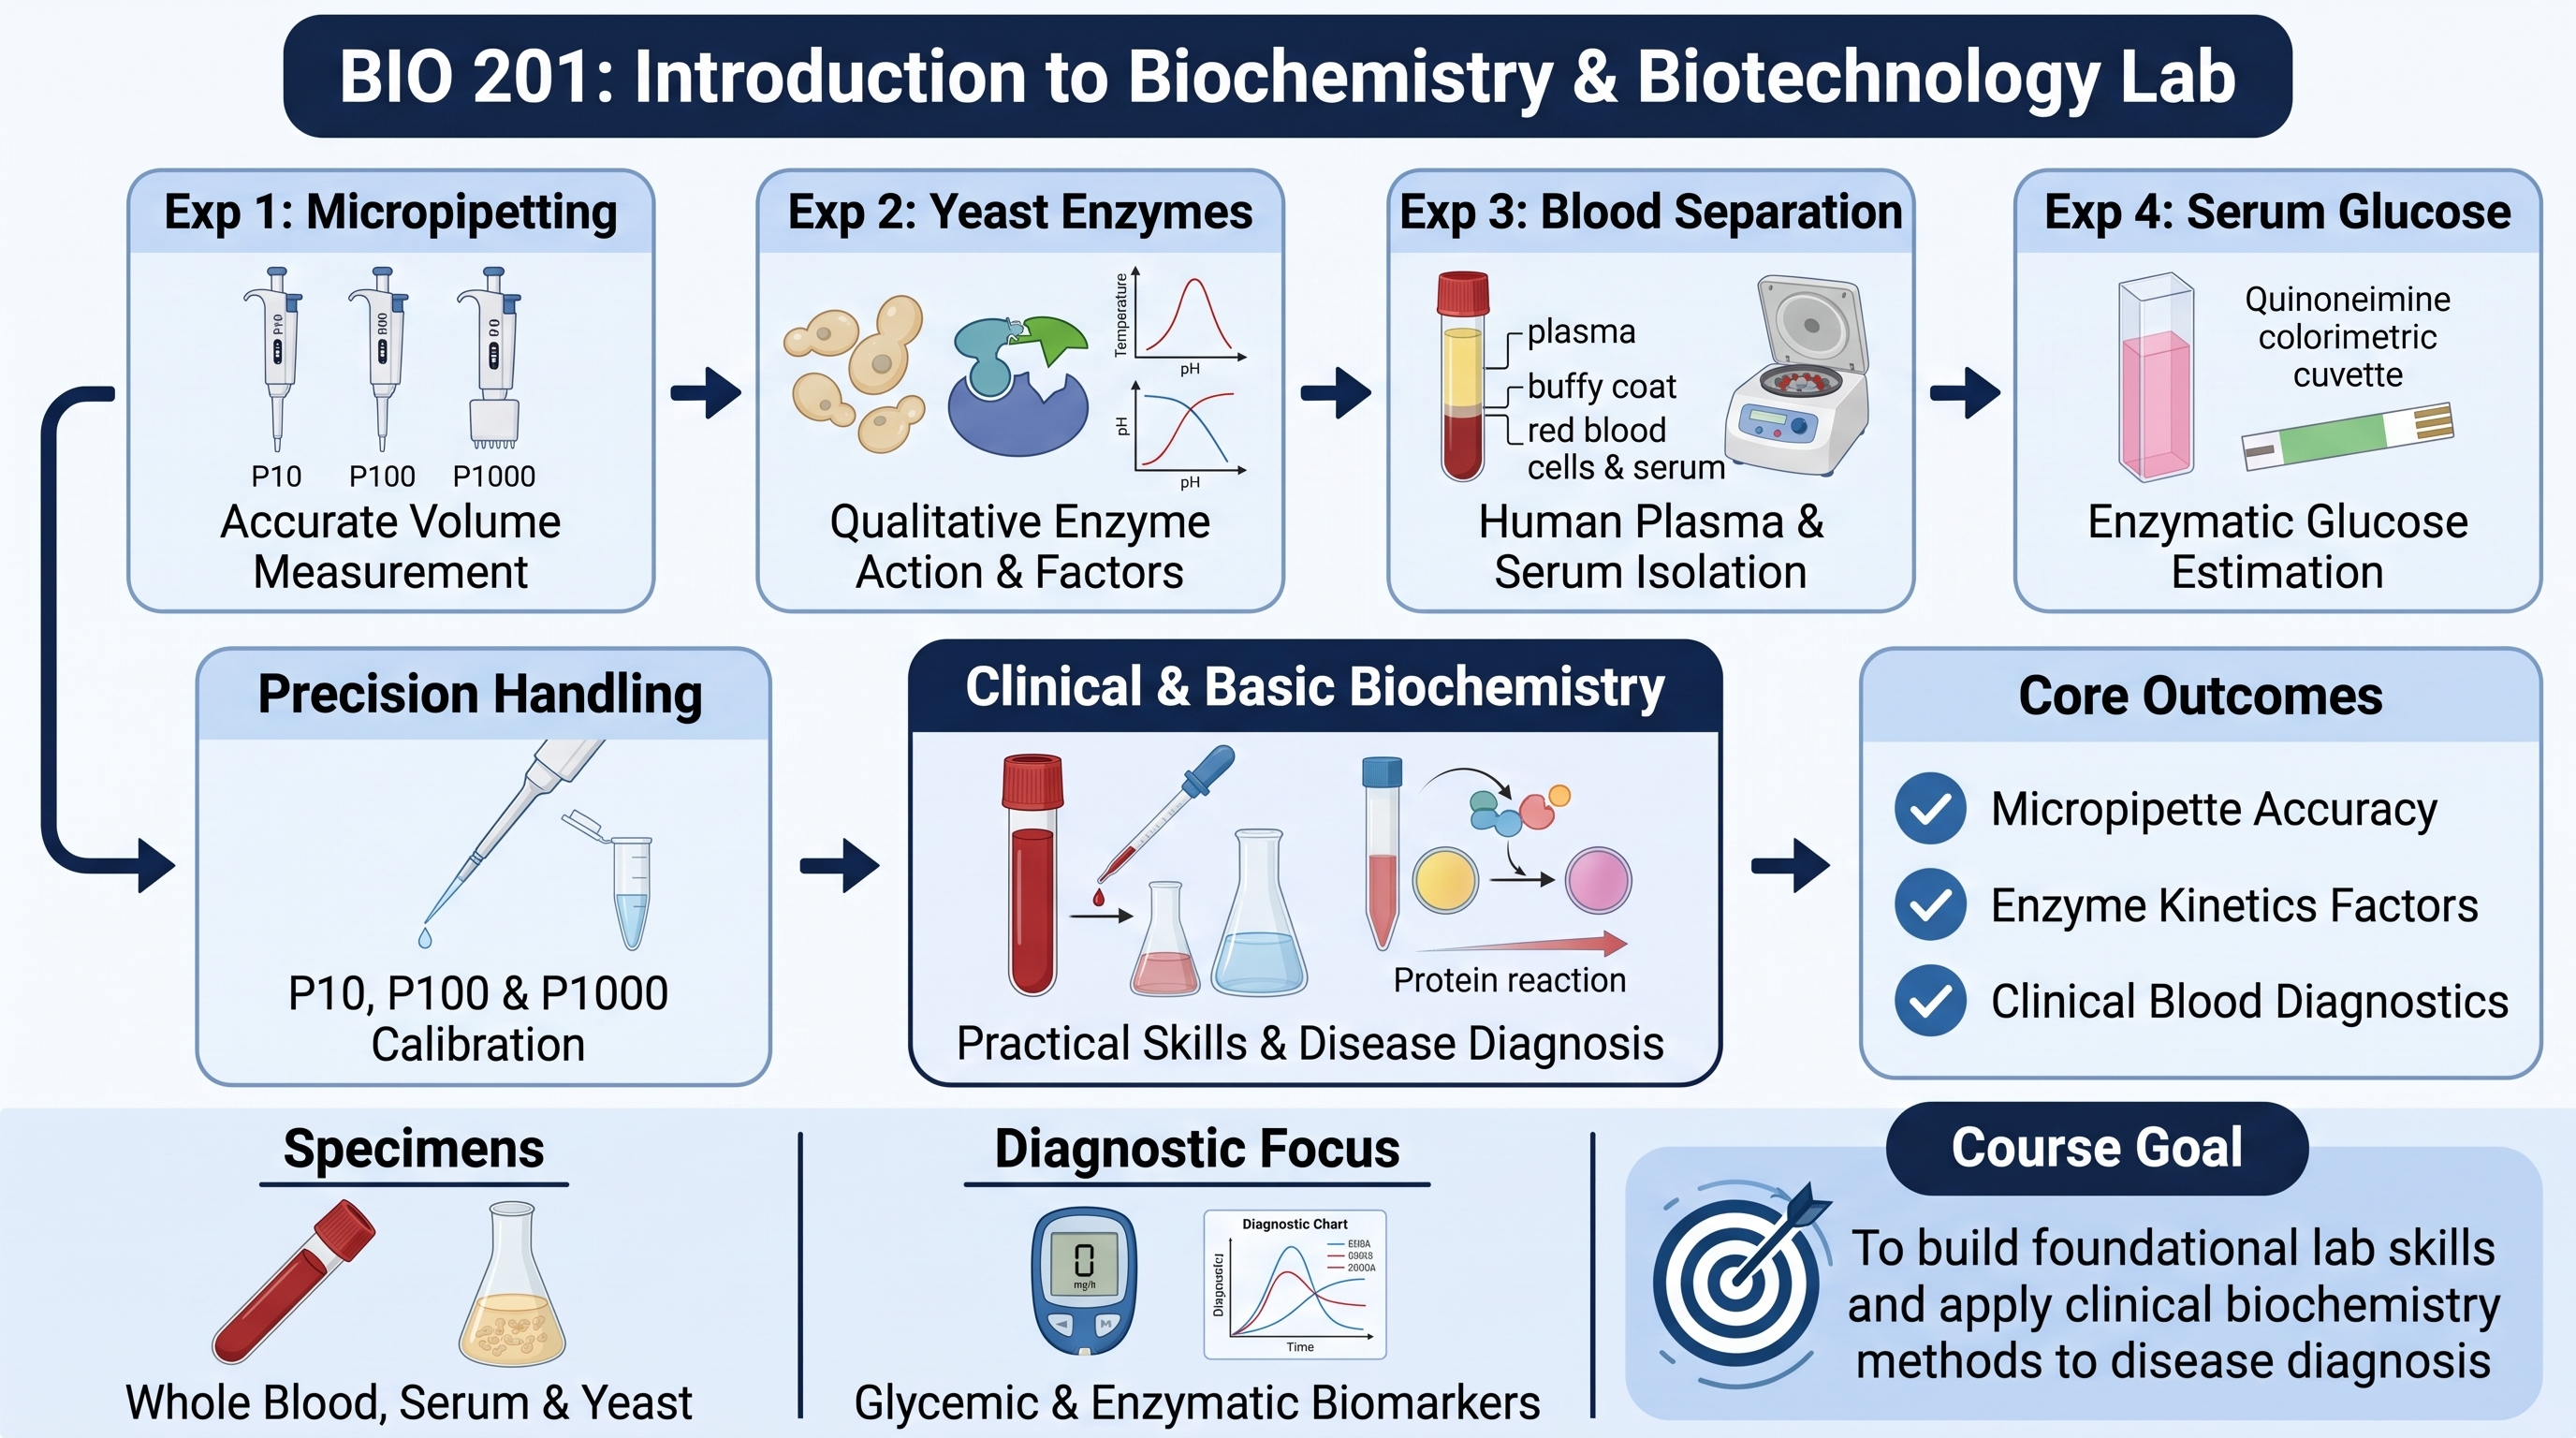 BIO 201: Introduction to Biochemistry & Biotechnology Lab
Exp 1: Micropipetting
P10
P100
P1000
Accurate Volume
Measurement
Exp 2: Yeast Enzymes
Temperature
pH
pH
pH
Qualitative Enzyme
Action & Factors
Exp 3: Blood Separation
plasma
buffy coat
red blood
cells & serum
Human Plasma &
Serum Isolation
Exp 4: Serum Glucose
Quinoneimine
colorimetric
cuvette
Enzymatic Glucose
Estimation
Precision Handling
P10, P100 & P1000
Calibration
Clinical & Basic Biochemistry
Protein reaction
Practical Skills & Disease Diagnosis
Core Outcomes
Micropipette Accuracy
Enzyme Kinetics Factors
Clinical Blood Diagnostics
Specimens
Whole Blood, Serum & Yeast
Diagnostic Focus
0
mg/h
M
Diagnostic Chart
2000A
Time
Glycemic & Enzymatic Biomarkers
Course Goal
To build foundational lab skills
and apply clinical biochemistry
methods to disease diagnosis